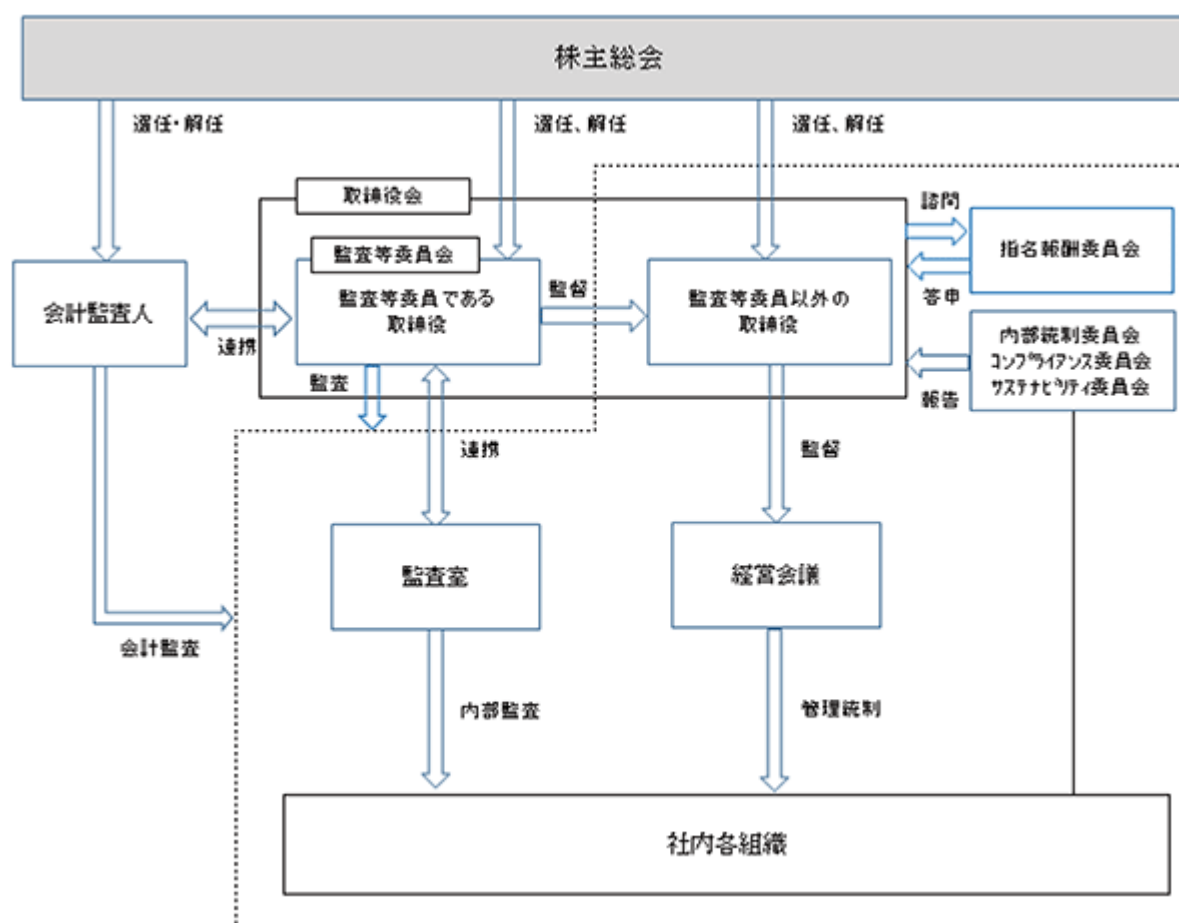 株主総会
選任・解任
選任、解任
選任、解任
取締役会
諮問
指名報酬委員会
答申
監査等委員会
監査等委員である
取締役
監督
監査等委員以外の
取締役
会計監査人
連携
内部統制委員会
コンプライアンス委員会
サステナビリティ委員会
報告
監査
連携
監督
監査室
経営会議
会計監査
内部監査
管理統制
社内各組織